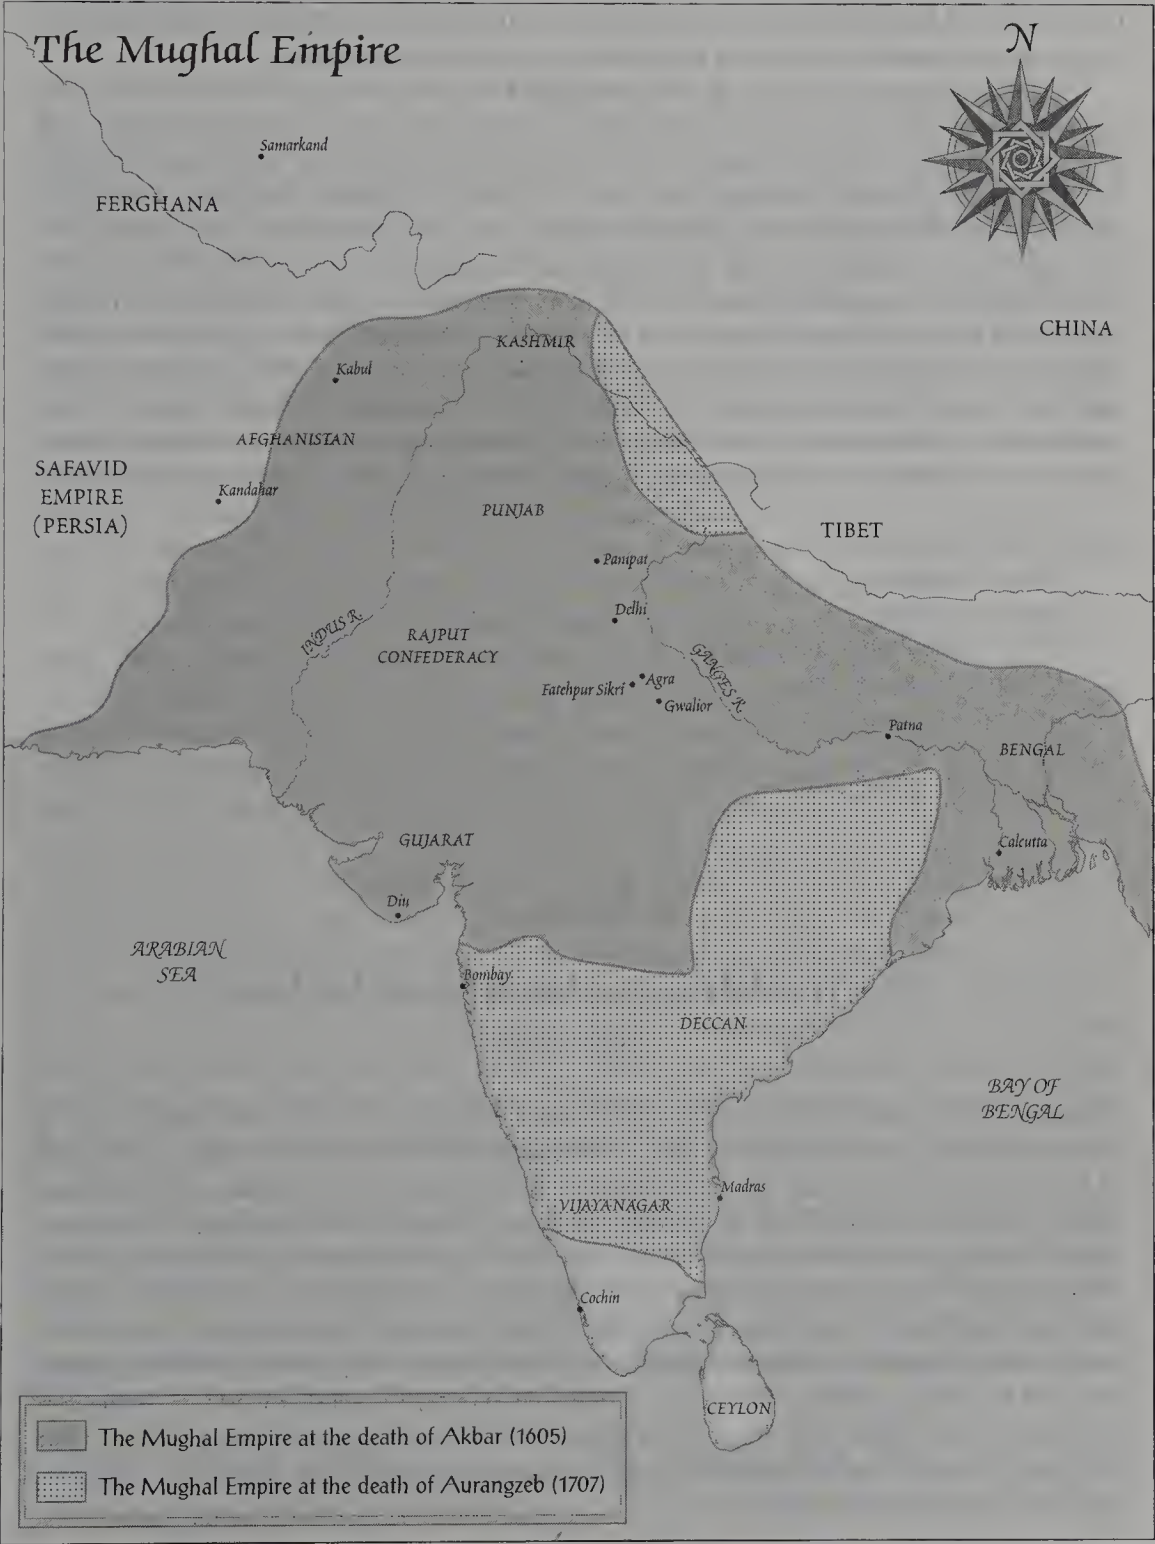 The Mughal Empire
N
Samarkand
FERGHANA
CHINA
KASHMIR
Kabul
AFGHANISTAN
SAFAVID
EMPIRE
(PERSIA)
Kandahar
PUNJAB
TIBET
Panipat
Delhi
INDUS R.
RAJPUT
CONFEDERACY
GANGES R.
Agra
Fatehpur Sikri
Gwalior
Patna
BENGAL
GUJARAT
Calcutta
Diu
ARABIAN
SEA
Bombay
DECCAN
BAY OF
BENGAL
Madras
VIJAYANAGAR
Cochin
CEYLON
The Mughal Empire at the death of Akbar (1605)
The Mughal Empire at the death of Aurangzeb (1707)